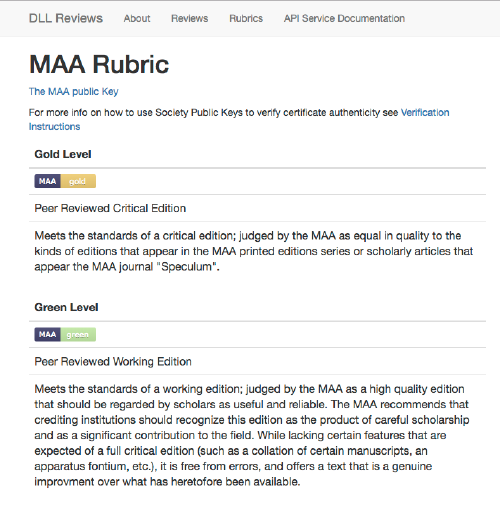 DLL Reviews About Reviews Rubrics API Service Documentation
MAA Rubric
The MAA public Key
For more info on how to use Society Public Keys to verify certificate authenticity see Verification
Instructions
Gold Level
MAA gold
Peer Reviewed Critical Edition
Meets the standards of a critical edition; judged by the MAA as equal in quality to the
kinds of editions that appear in the MAA printed editions series or scholarly articles that
appear the MAA journal "Speculum".
Green Level
MAA green
Peer Reviewed Working Edition
Meets the standards of a working edition; judged by the MAA as a high quality edition
that should be regarded by scholars as useful and reliable. The MAA recommends that
crediting institutions should recognize this edition as the product of careful scholarship
and as a significant contribution to the field. While lacking certain features that are
expected of a full critical edition (such as a collation of certain manuscripts, an
apparatus fontium, etc.), it is free from errors, and offers a text that is a genuine
improvment over what has heretofore been available.